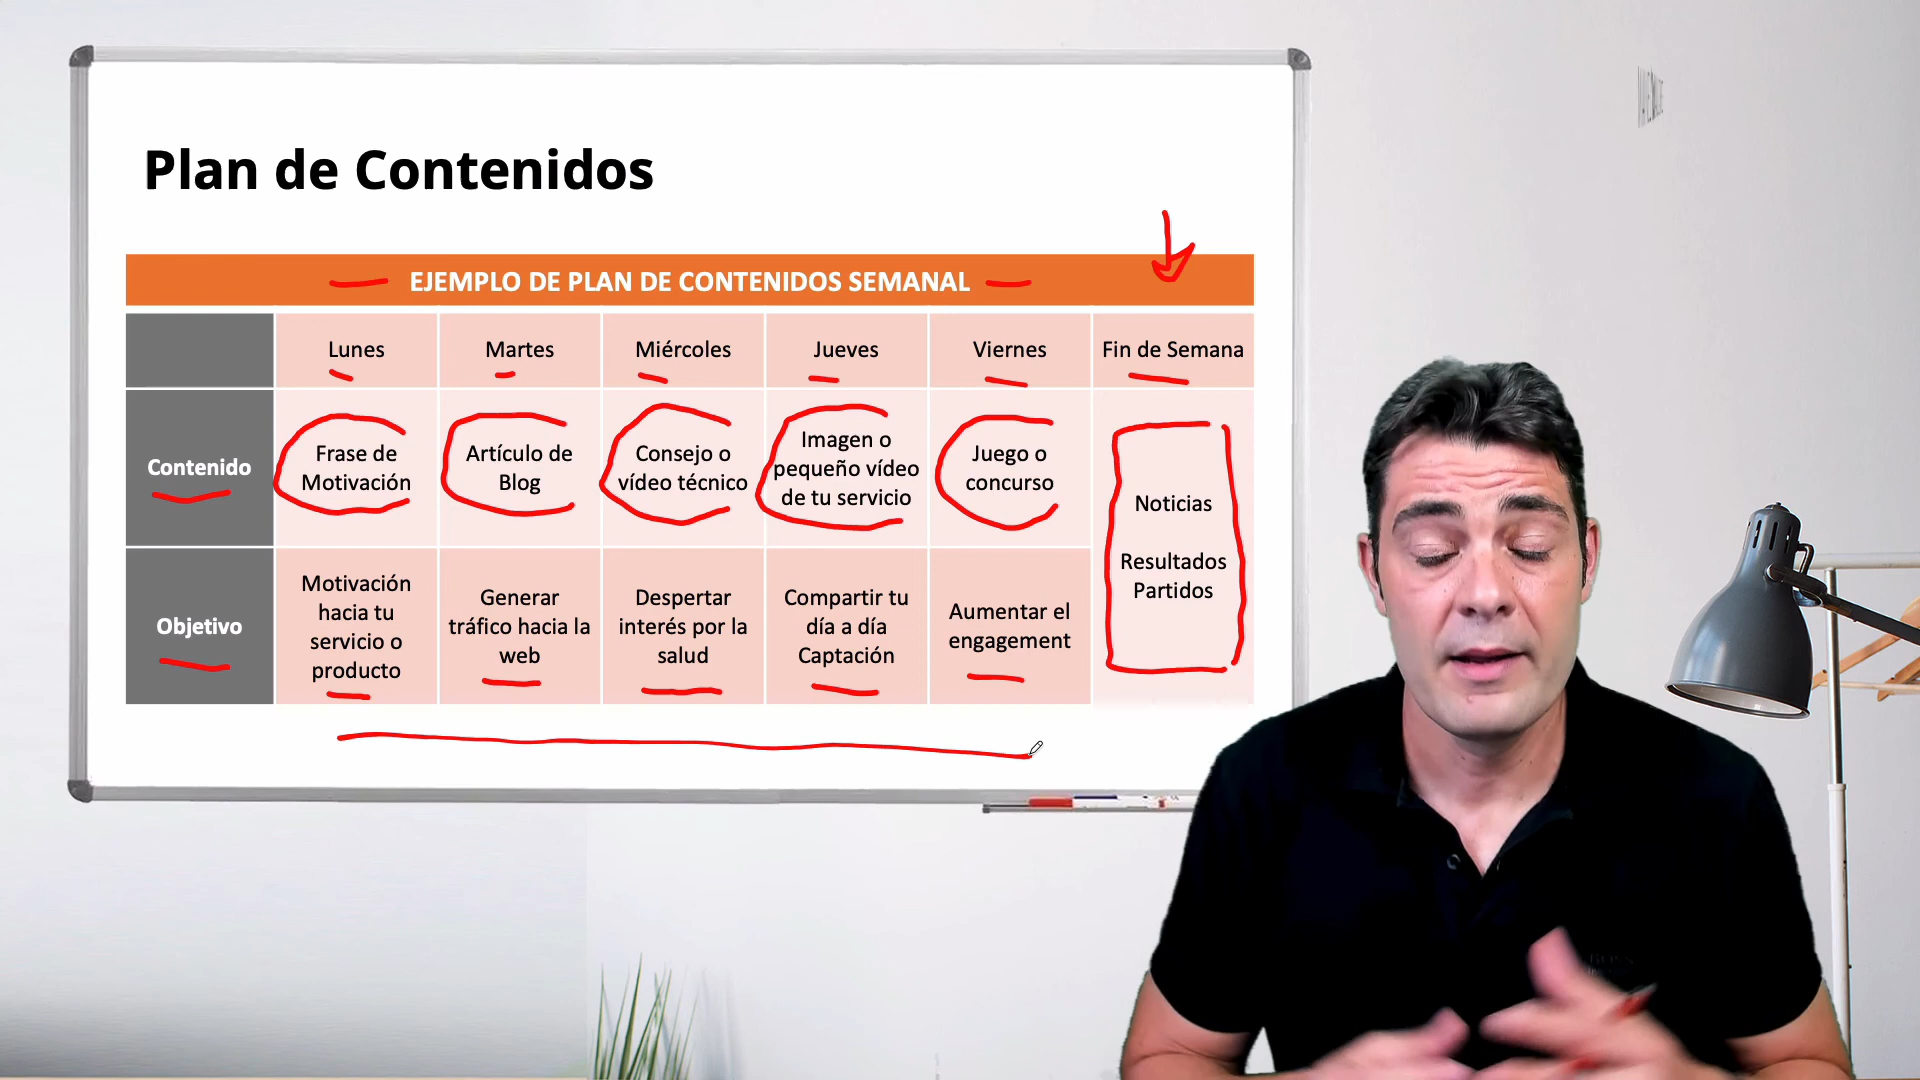 Plan de Contenidos
EJEMPLO DE PLAN DE CONTENIDOS SEMANAL
Lunes
Martes
Miércoles
Jueves
Viernes
Fin de Semana
Contenido
Frase de
Motivación
Artículo de
Blog
Consejo o
vídeo técnico
Imagen o
pequeño vídeo
de tu servicio
Juego o
concurso
Noticias
Resultados
Partidos
Objetivo
Motivación
hacia tu
servicio o
producto
Generar
tráfico hacia la
web
Despertar
interés por la
salud
Compartir tu
día a día
Captación
Aumentar el
engagement